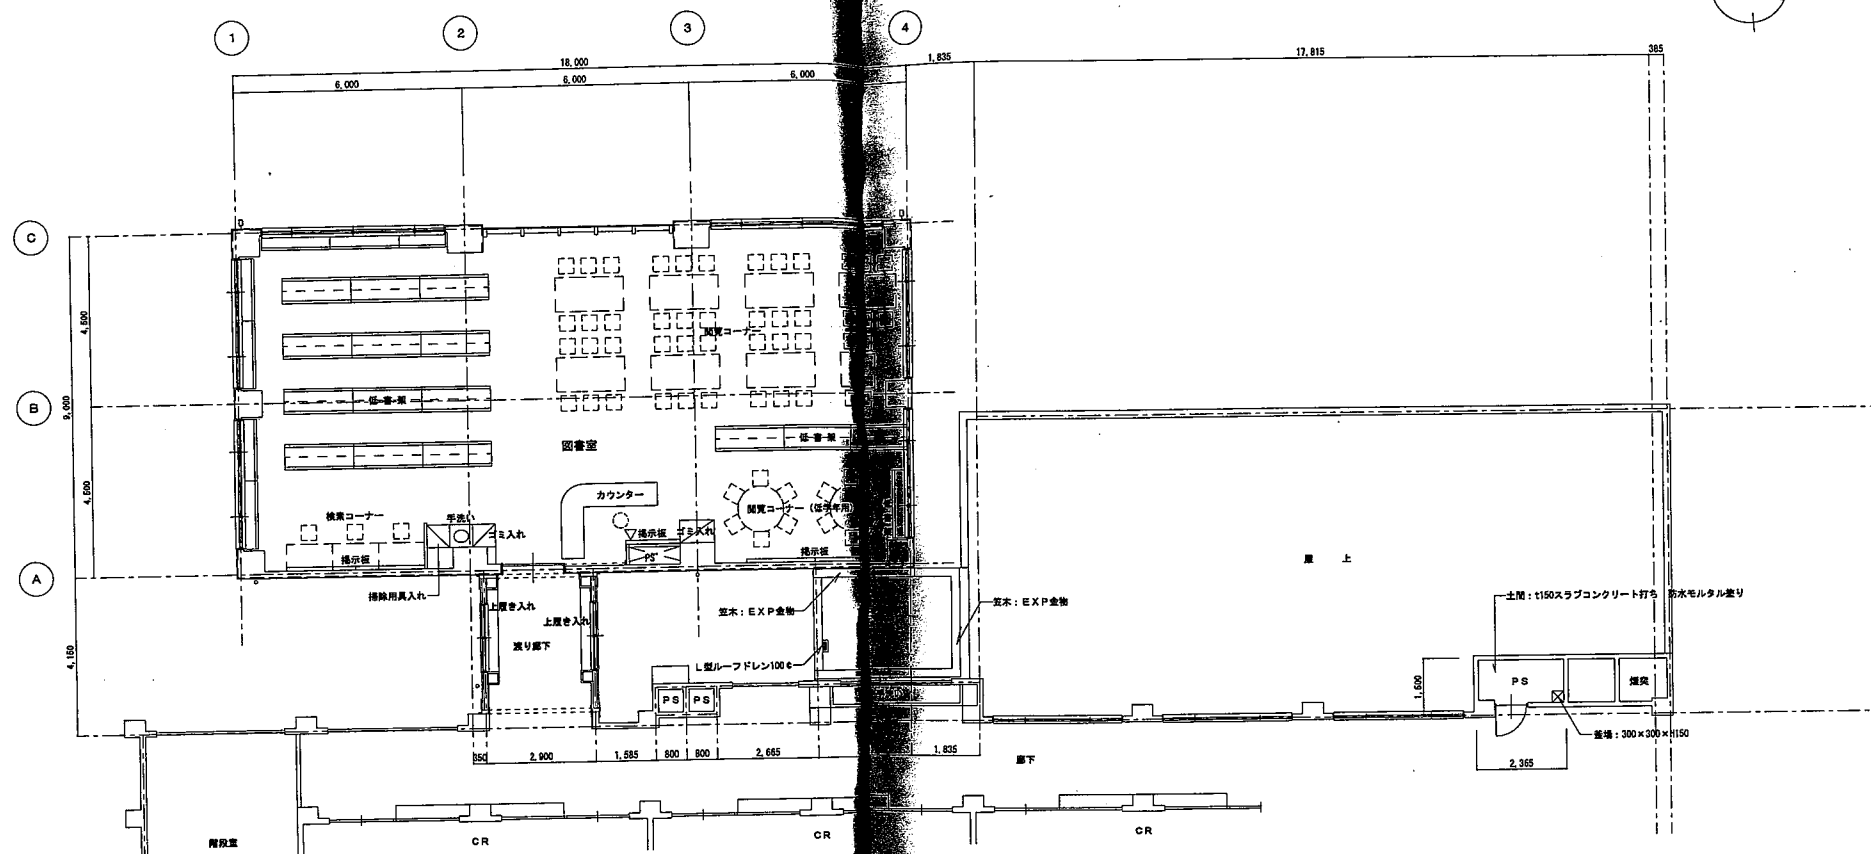 1
2
3
4
18,000
1,835
17,815
385
6,000
6,000
6,000
C
B
A
4,500
9,000
4,500
4,150
閲覧コーナー
低書架
図書室
低書架
カウンター
検索コーナー
手洗い
ゴミ入れ
掲示板
ゴミ入れ
閲覧コーナー(低学年用)
掲示板
PS
掲示板
屋上
掃除用具入れ
上履き入れ
上履き入れ
渡り廊下
笠木:EXP金物
笠木:EXP金物
土間:t150スラブコンクリート打ち 防水モルタル塗り
L型ルーフドレン100¢
PS
PS
1,500
PS
煙突
釜場:300×300×H150
350
2,900
1,585
800
800
2,665
1,835
廊下
2,365
階段室
CR
CR
CR